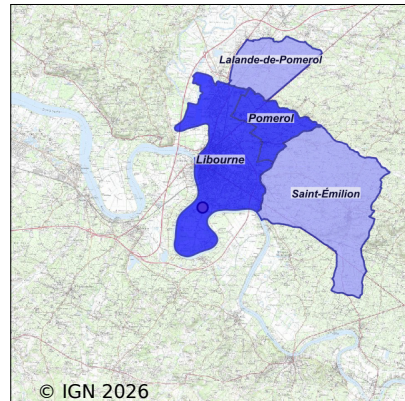 Lalande-de-Pomerol
Pomerol
Libourne
Saint-Émilion
© IGN 2026